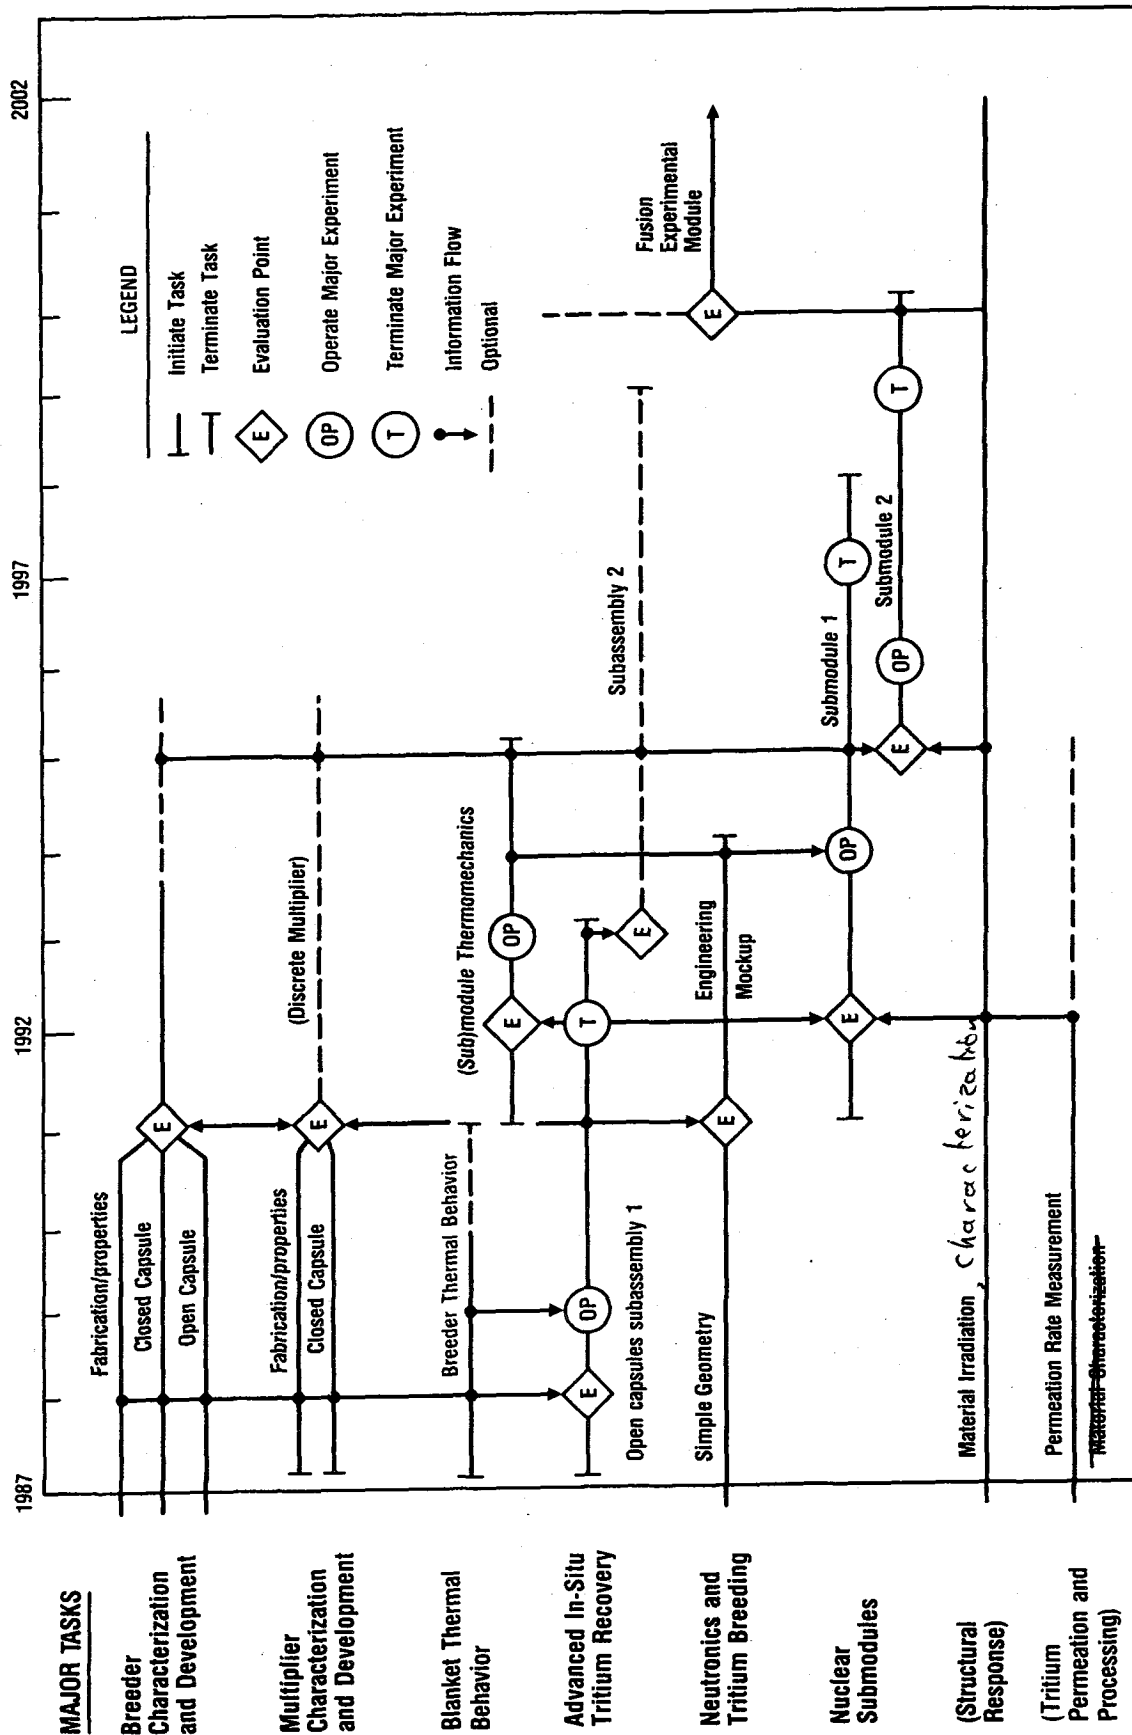 MAJOR TASKS
1987
1992
1997
2002
LEGEND
Initiate Task
Terminate Task
E
Evaluation Point
OP
Operate Major Experiment
T
Terminate Major Experiment
Information Flow
Optional
Breeder
Characterization
and Development
Fabrication/properties
Closed Capsule
Open Capsule
E
Multiplier
Characterization
and Development
Fabrication/properties
Closed Capsule
E
(Discrete Multiplier)
Blanket Thermal
Behavior
Breeder Thermal Behavior
(Sub)module Thermomechanics
E
OP
Advanced In-Situ
Tritium Recovery
E
OP
T
Open capsules subassembly 1
E
Subassembly 2
Neutronics and
Tritium Breeding
Simple Geometry
E
Engineering
Mockup
E
Fusion
Experimental
Module
Nuclear
Submodules
E
OP
Submodule 1
T
E
OP
Submodule 2
T
(Structural
Response)
Material Irradiation, Characterization
(Tritium
Permeation and
Processing)
Permeation Rate Measurement
Material Characterization